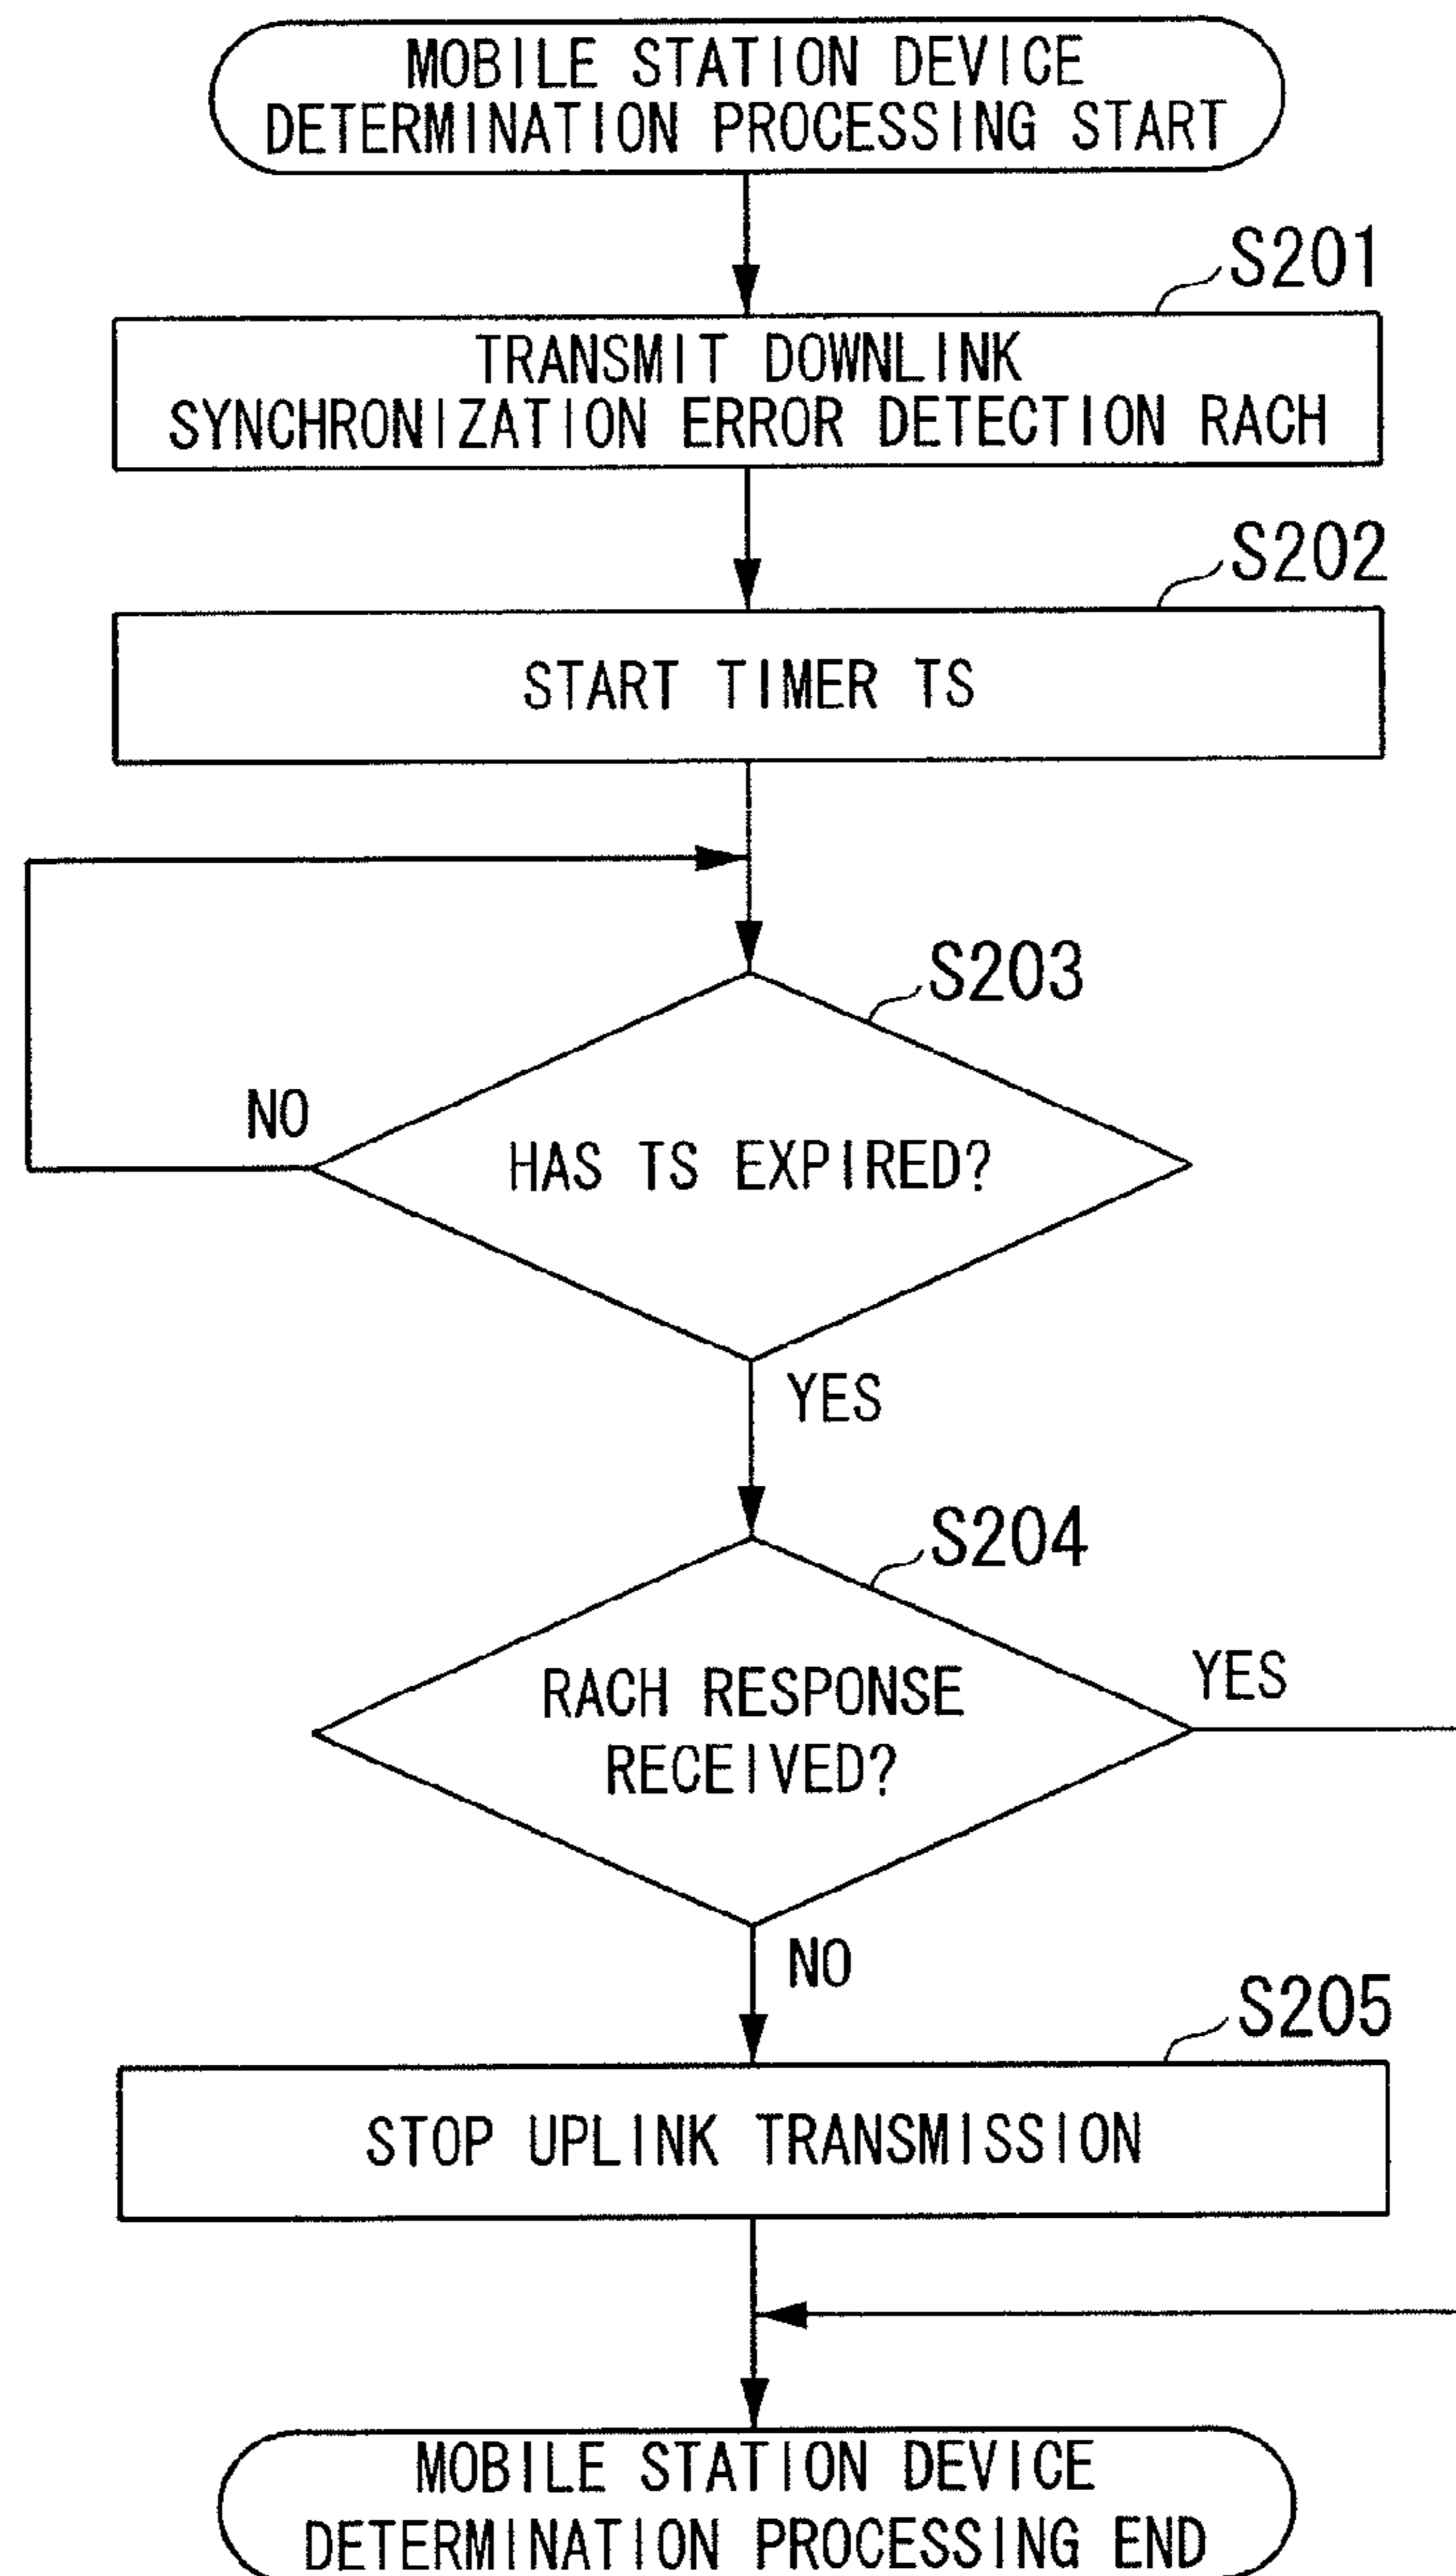 MOBILE STATION DEVICE
DETERMINATION PROCESSING START
S201
TRANSMIT DOWNLINK
SYNCHRONIZATION ERROR DETECTION RACH
S202
START TIMER TS
S203
NO
HAS TS EXPIRED?
YES
S204
RACH RESPONSE
RECEIVED?
YES
NO
S205
STOP UPLINK TRANSMISSION
MOBILE STATION DEVICE
DETERMINATION PROCESSING END